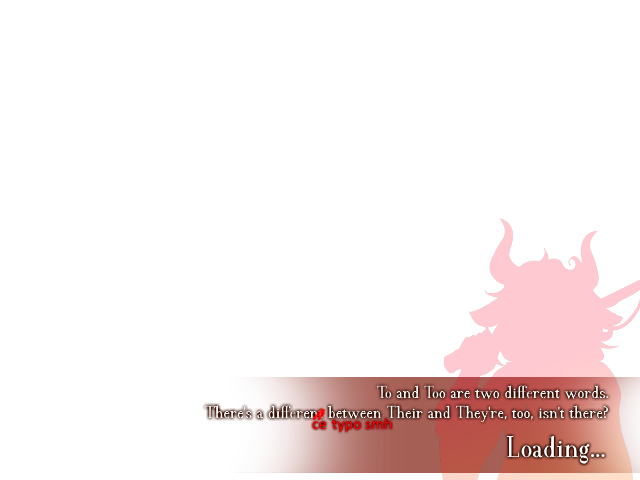 To and Too are two different words.
There's a different between Their and They're, too, isn't there?
ce typo smh
Loading...